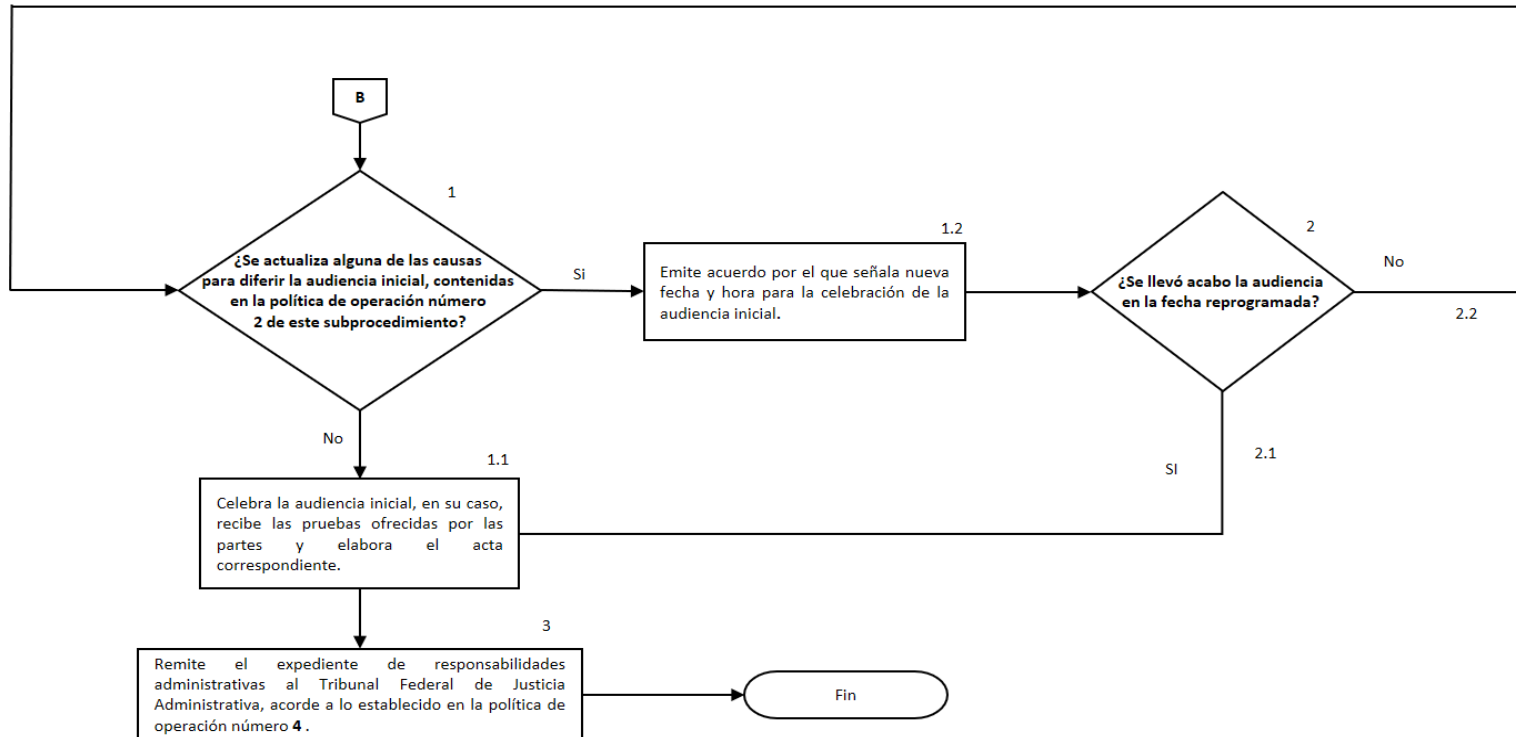 B
1
¿Se actualiza alguna de las causas
para diferir la audiencia inicial, contenidas
en la política de operación número
2 de este subprocedimiento?
Si
1.2
Emite acuerdo por el que señala nueva
fecha y hora para la celebración de la
audiencia inicial.
2
¿Se llevó acabo la audiencia
en la fecha reprogramada?
No
2.2
No
1.1
Celebra la audiencia inicial, en su caso,
recibe las pruebas ofrecidas por las
partes y elabora el acta
correspondiente.
SI
2.1
3
Remite el expediente de responsabilidades
administrativas al Tribunal Federal de Justicia
Administrativa, acorde a lo establecido en la política de
operación número 4 .
Fin